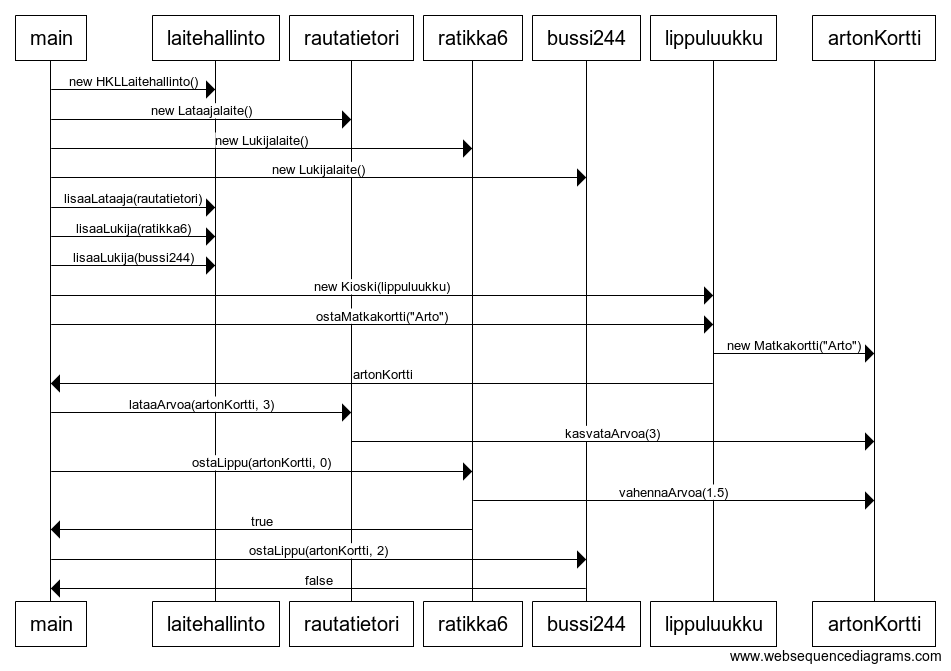 main laitehallinto rautatietori ratikka6 bussi244 lippuluukku artonKortti
new HKLLaitehallinto()
new Lataajalaite()
new Lukijalaite()
new Lukijalaite()
lisaaLataaja(rautatietori)
lisaaLukija(ratikka6)
lisaaLukija(bussi244)
new Kioski(lippuluukku)
ostaMatkakortti("Arto")
new Matkakortti("Arto")
artonKortti
lataaArvoa(artonKortti, 3)
kasvataArvoa(3)
ostaLippu(artonKortti, 0)
vahennaArvoa(1.5)
true
ostaLippu(artonKortti, 2)
false
main laitehallinto rautatietori ratikka6 bussi244 lippuluukku artonKortti
www.websequencediagrams.com